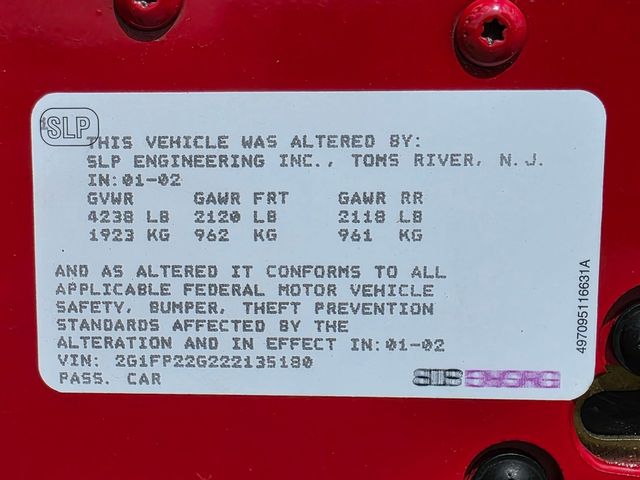 SLP
THIS VEHICLE WAS ALTERED BY:
SLP ENGINEERING INC., TOMS RIVER, N.J.
IN:01-02
GVWR GAWR FRT GAWR RR
4238 LB 2120 LB 2118 LB
1923 KG 962 KG 961 KG
AND AS ALTERED IT CONFORMS TO ALL
APPLICABLE FEDERAL MOTOR VEHICLE
SAFETY, BUMPER, THEFT PREVENTION
STANDARDS AFFECTED BY THE
ALTERATION AND IN EFFECT IN:01-02
VIN: 2G1FP22G222135180
PASS. CAR
497095116631A